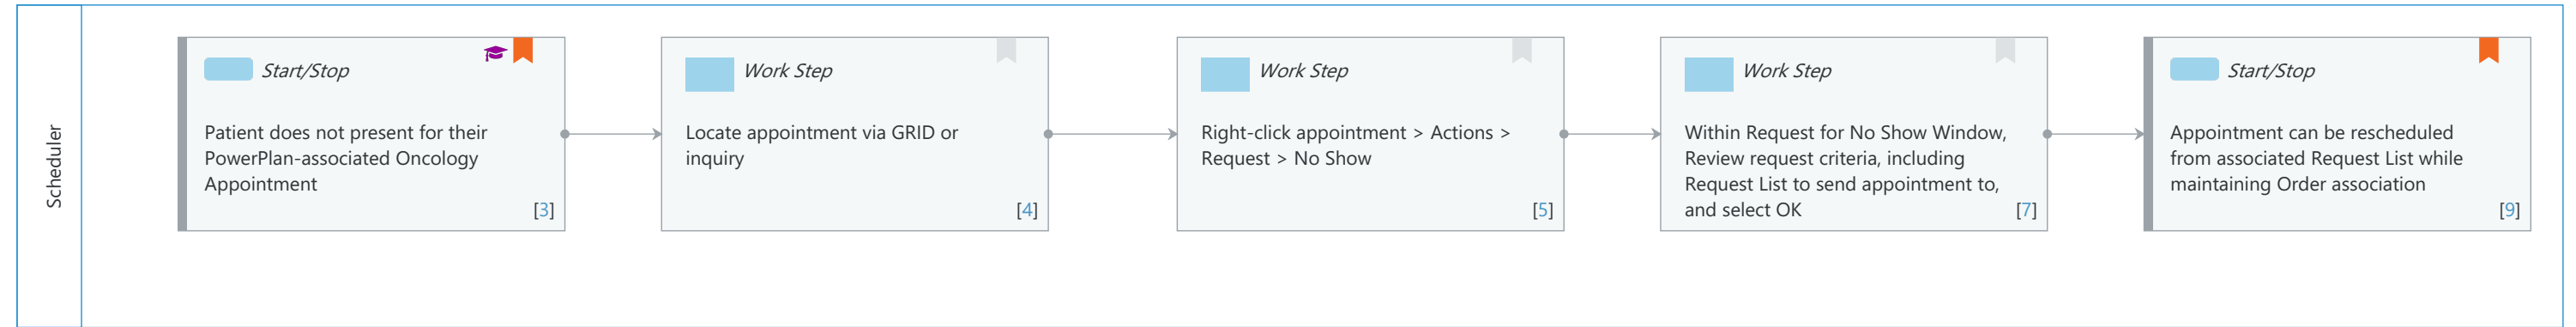 Scheduler
Start/Stop
Patient does not present for their
PowerPlan-associated Oncology
Appointment
[3]
Work Step
Locate appointment via GRID or
inquiry
[4]
Work Step
Right-click appointment > Actions >
Request > No Show
[5]
Work Step
Within Request for No Show Window,
Review request criteria, including
Request List to send appointment to,
and select OK
[7]
Start/Stop
Appointment can be rescheduled
from associated Request List while
maintaining Order association
[9]